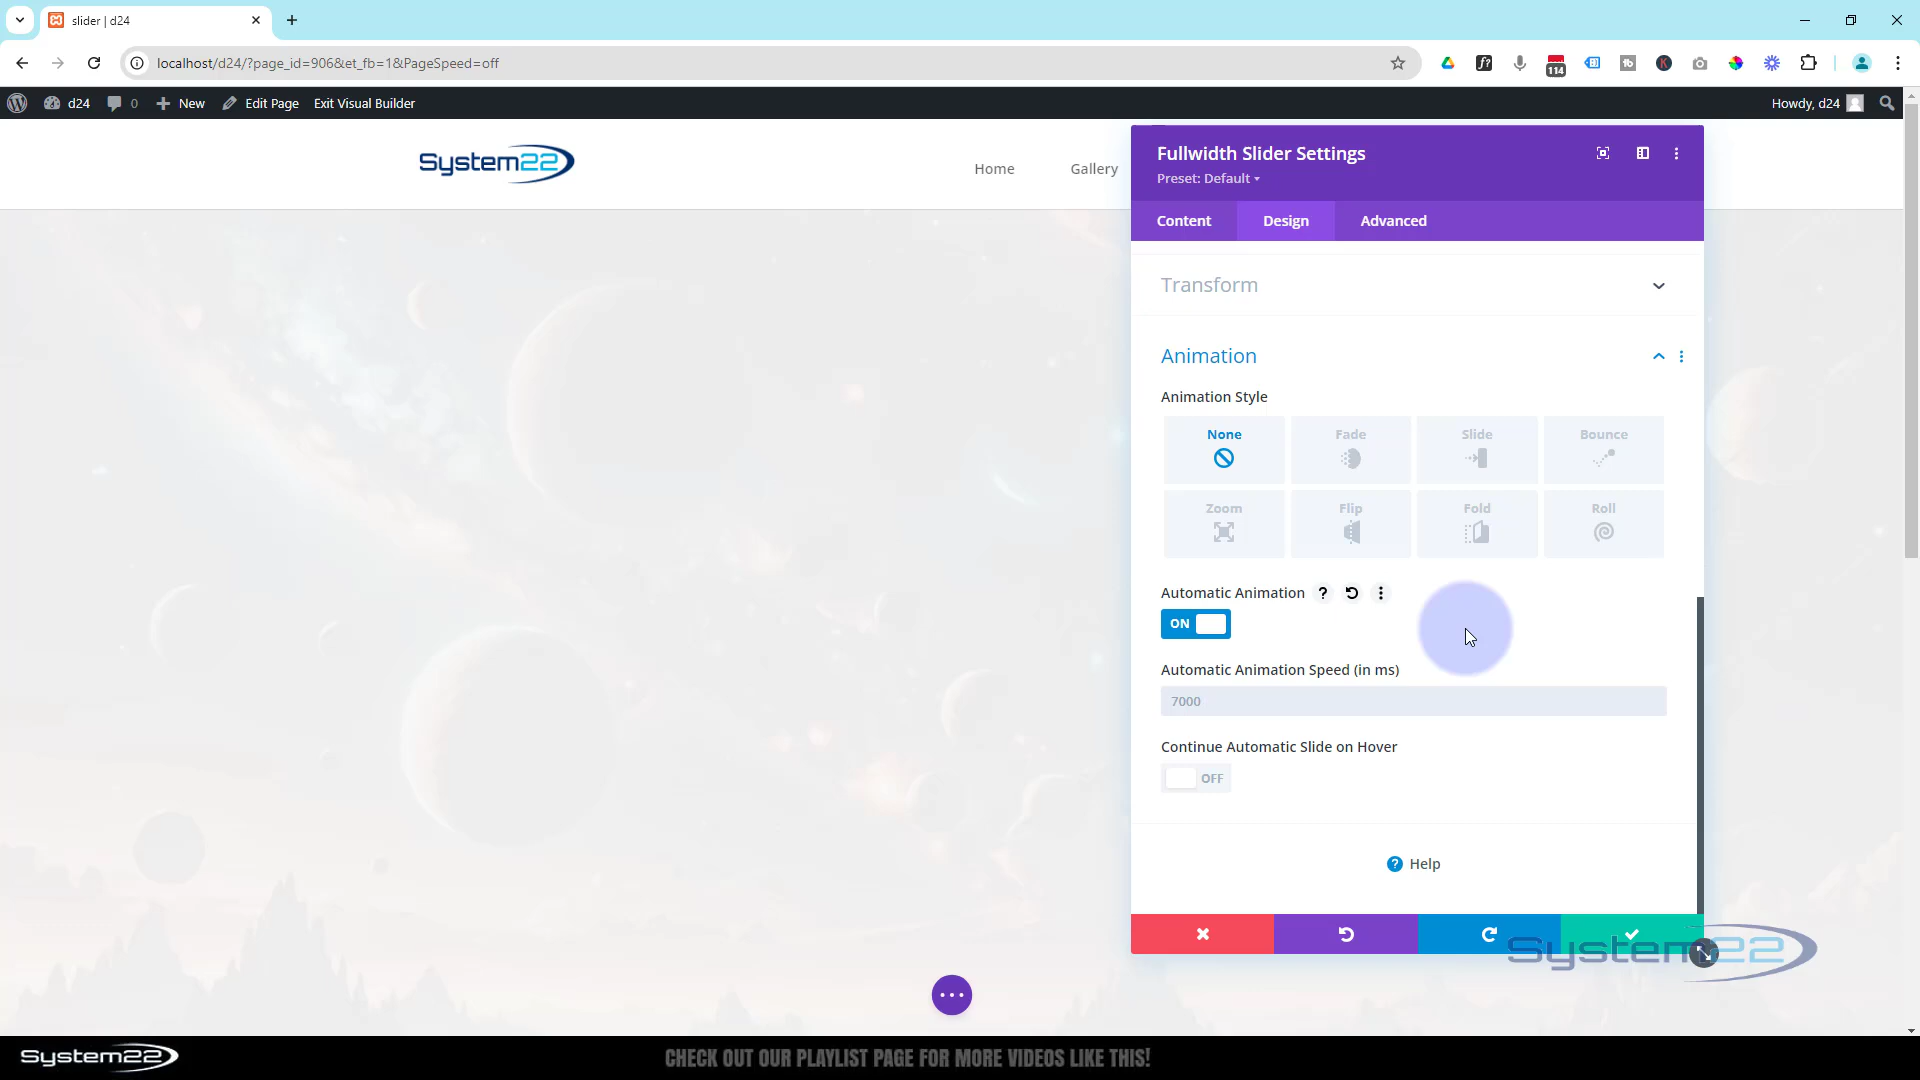 slider | d24
localhost/d24/?page_id=906&et_fb=1&PageSpeed=off
114
d24 0 New Edit Page Exit Visual Builder Howdy, d24
System22 Home Gallery
Fullwidth Slider Settings
Preset: Default
Content Design Advanced
Transform
Animation
Animation Style
None Fade Slide Bounce
Zoom Flip Fold Roll
Automatic Animation ?
ON
Automatic Animation Speed (in ms)
7000
Continue Automatic Slide on Hover
OFF
? Help
System22
System22 CHECK OUT OUR PLAYLIST PAGE FOR MORE VIDEOS LIKE THIS!